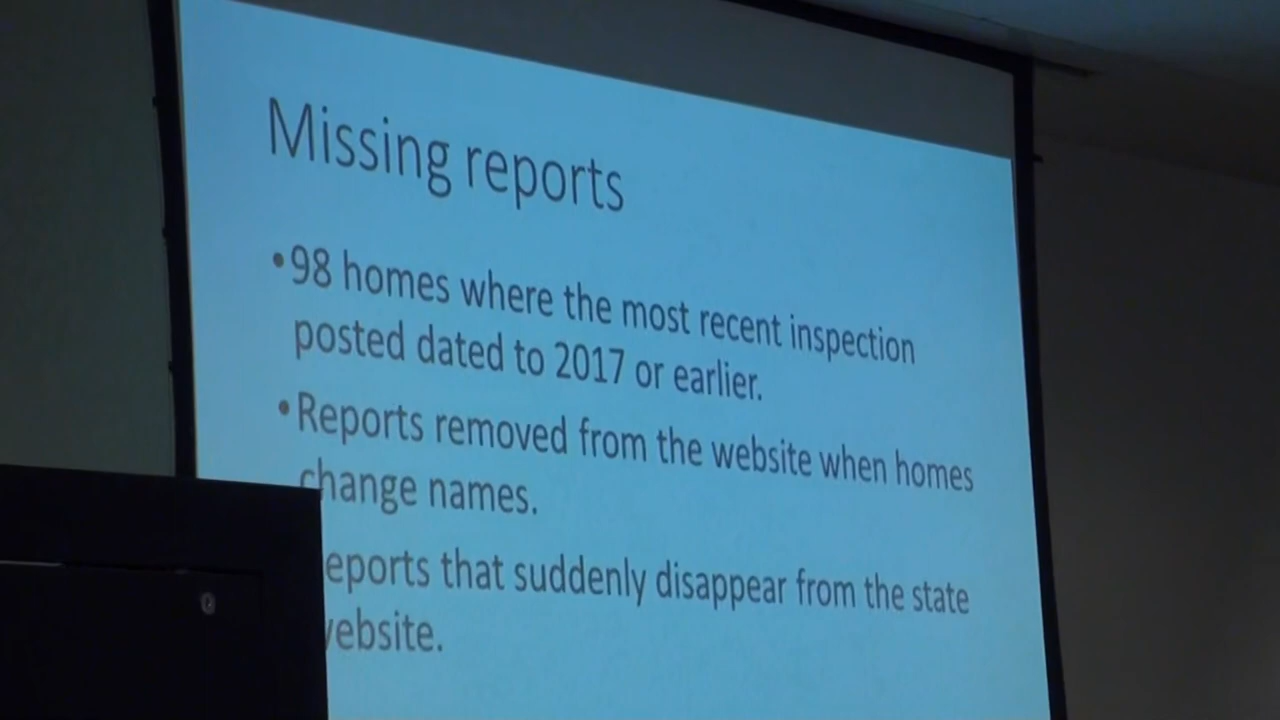 Missing reports
•98 homes where the most recent inspection
posted dated to 2017 or earlier.
•Reports removed from the website when homes
change names.
eports that suddenly disappear from the state
ebsite.